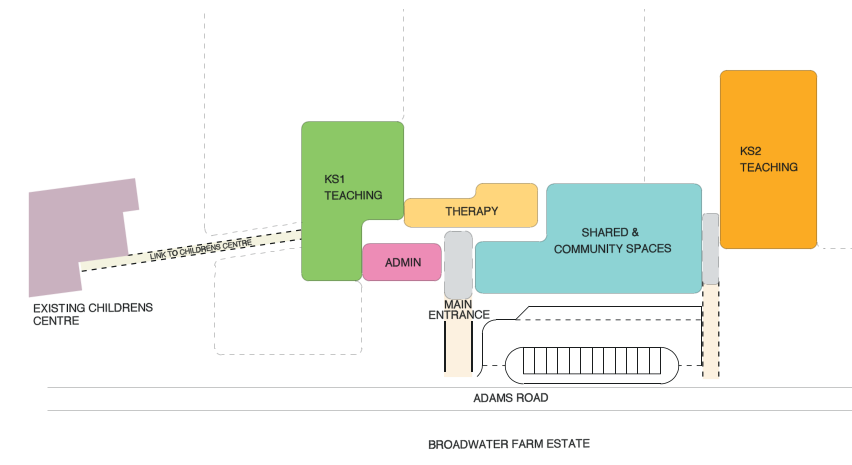 KS2
TEACHING
KS1
TEACHING
THERAPY
SHARED &
COMMUNITY SPACES
LINK TO CHILDRENS CENTRE
ADMIN
EXISTING CHILDRENS
CENTRE
MAIN
ENTRANCE
ADAMS ROAD
BROADWATER FARM ESTATE